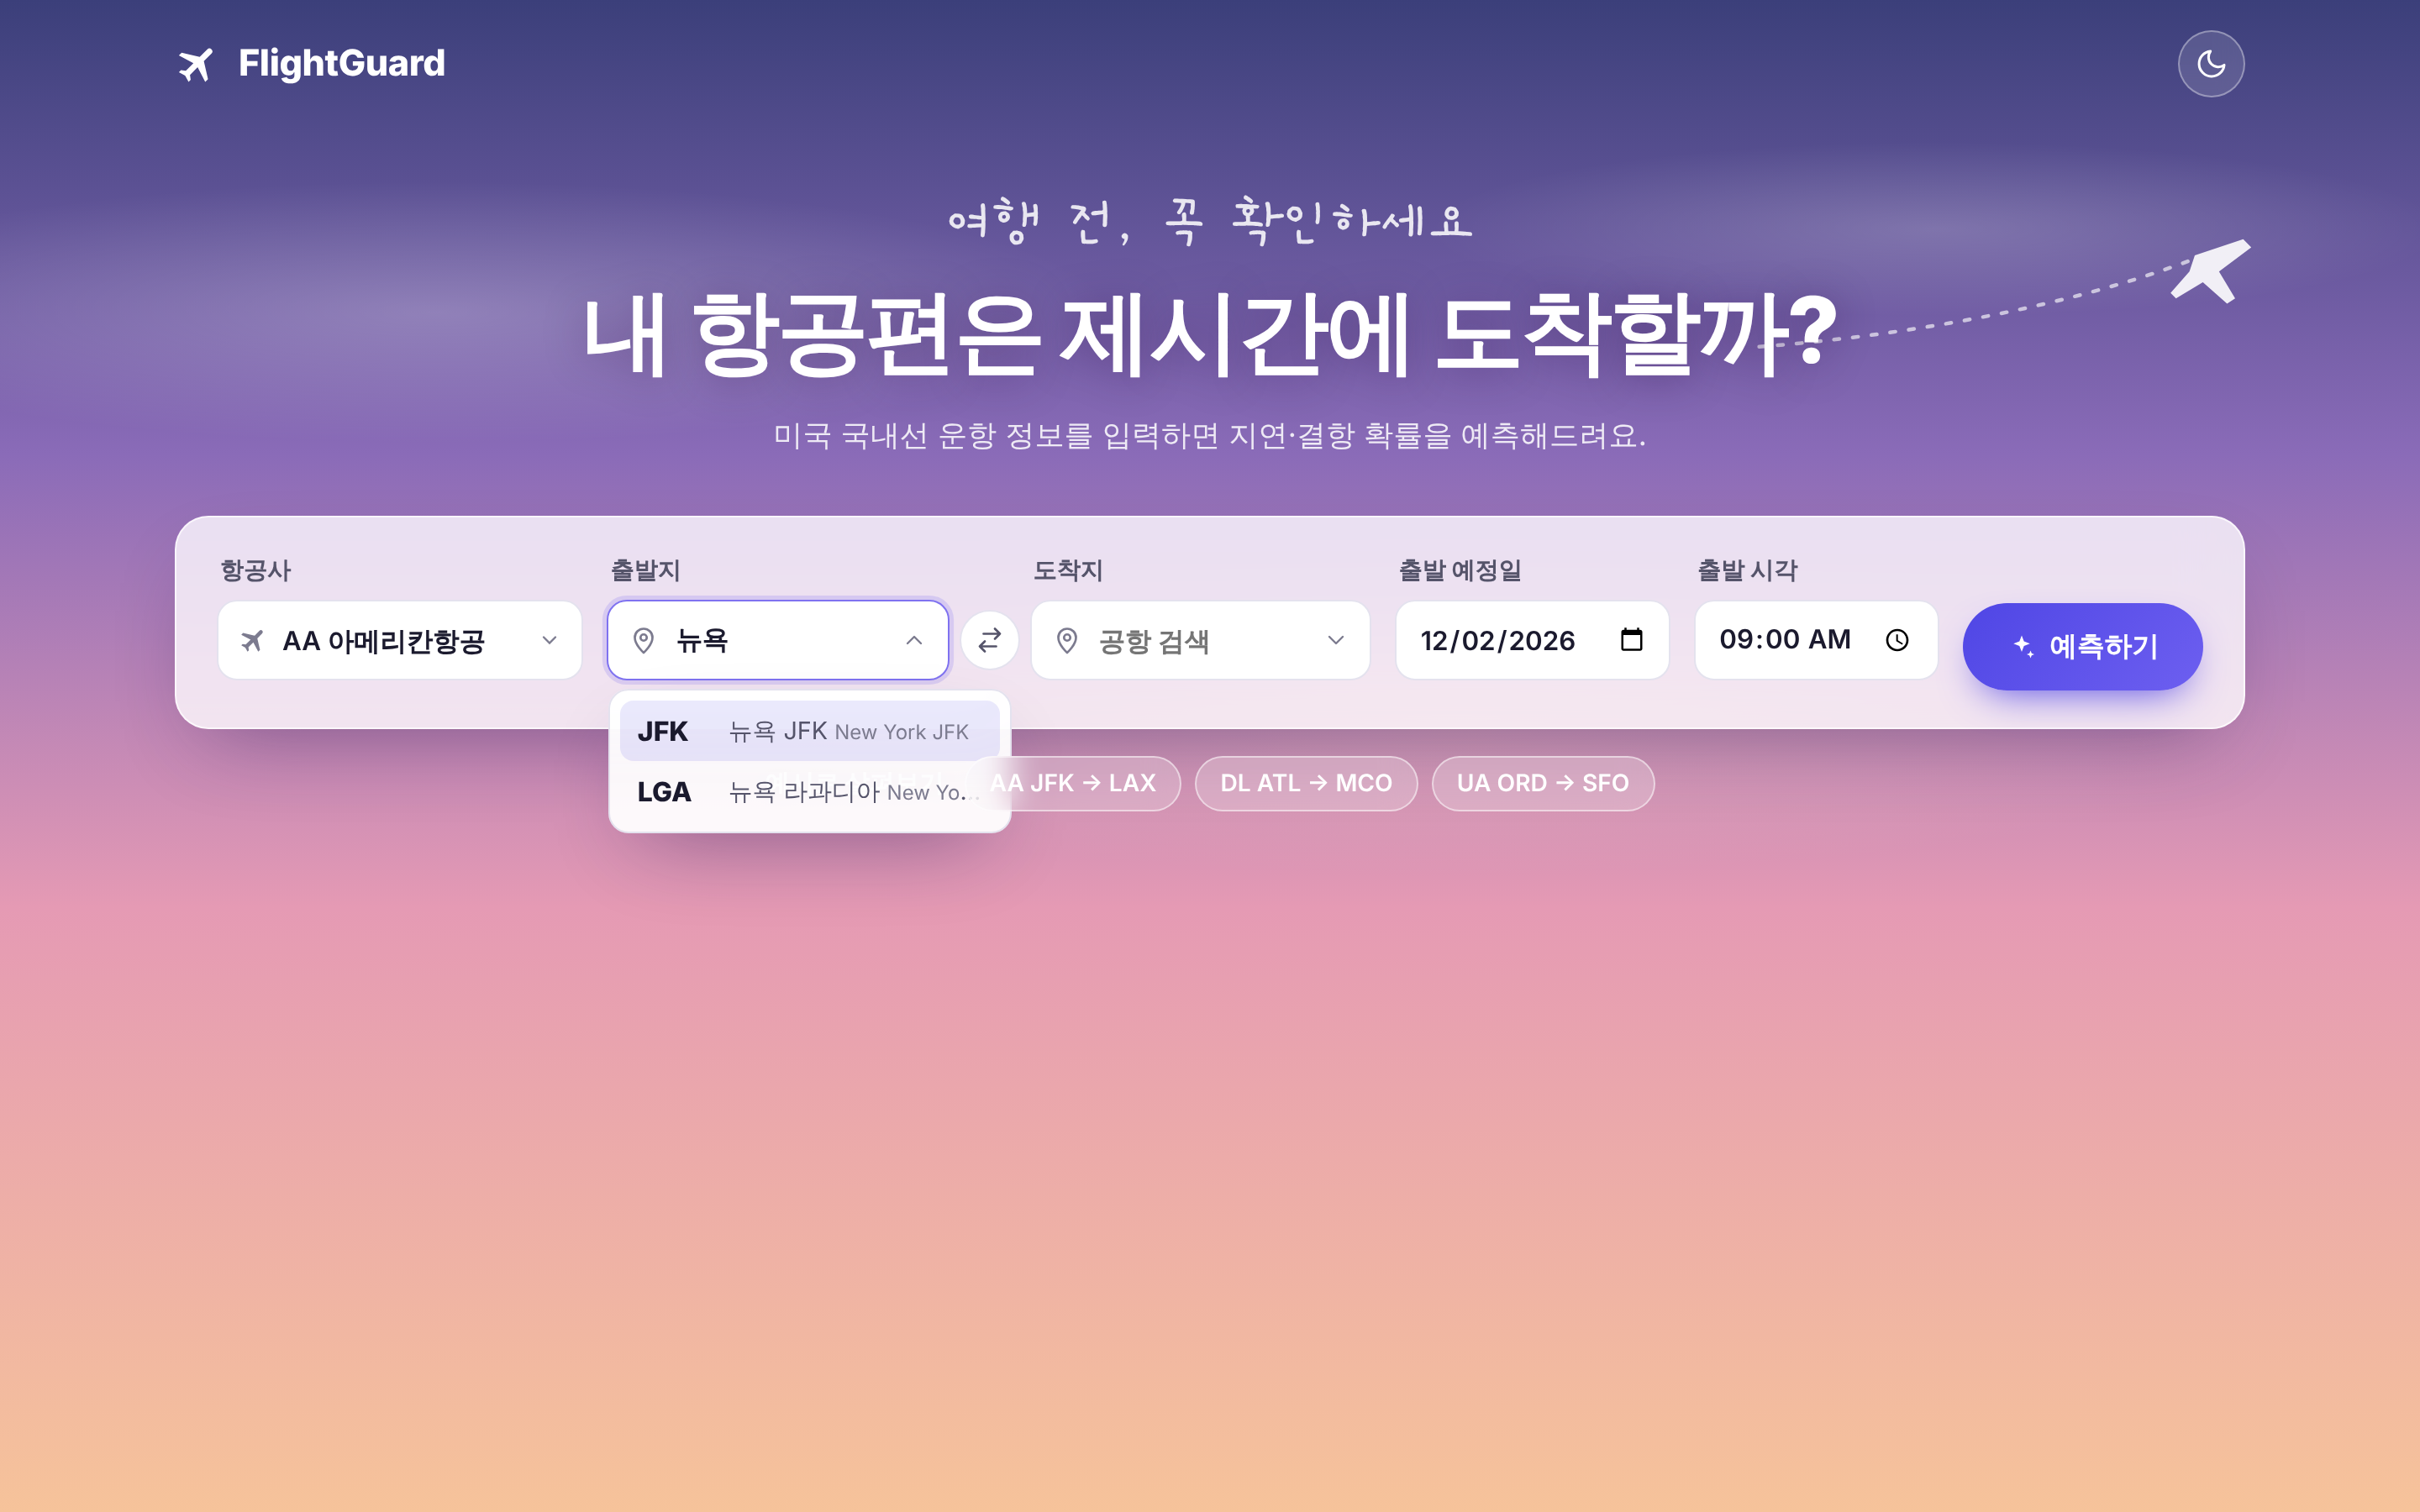 FlightGuard
여행 전, 꼭 확인하세요
내 항공편은 제시간에 도착할까?
미국 국내선 운항 정보를 입력하면 지연·결항 확률을 예측해드려요.
항공사 출발지 도착지 출발 예정일 출발 시각
AA 아메리칸항공 뉴욕 공항 검색 12/02/2026 09:00 AM 예측하기
JFK 뉴욕 JFK New York JFK
AA JFK → LAX DL ATL → MCO UA ORD → SFO
LGA 뉴욕 라과디아 New Yo...